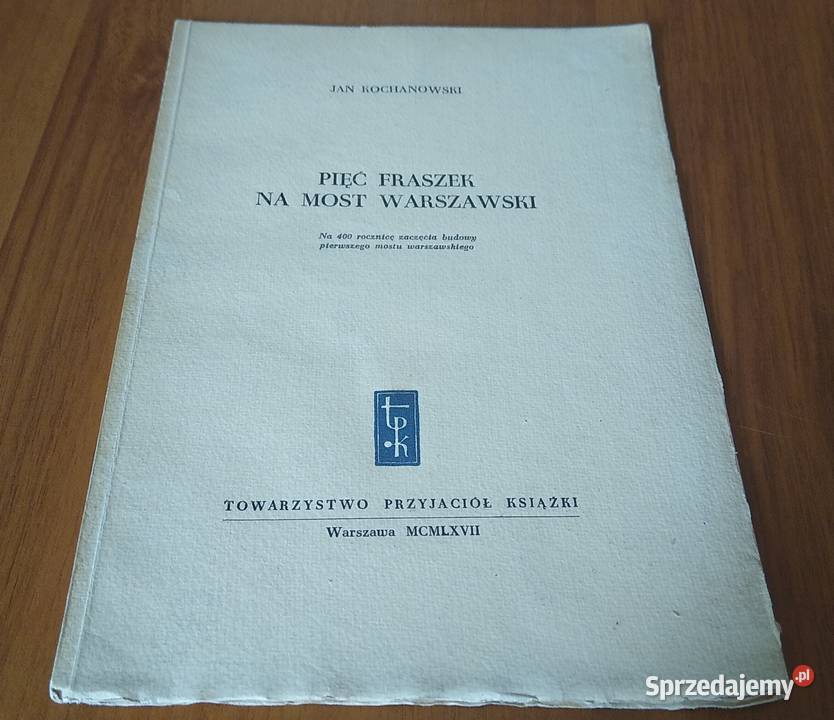 JAN KOCHANOWSKI
PIĘĆ FRASZEK
NA MOST WARSZAWSKI
Na 400 rocznicę zaczęcia budowy
pierwszego mostu warszawskiego
tpk
TOWARZYSTWO PRZYJACIÓŁ KSIĄŻKI
Warszawa MCMLXVII
Sprzedajemy.pl